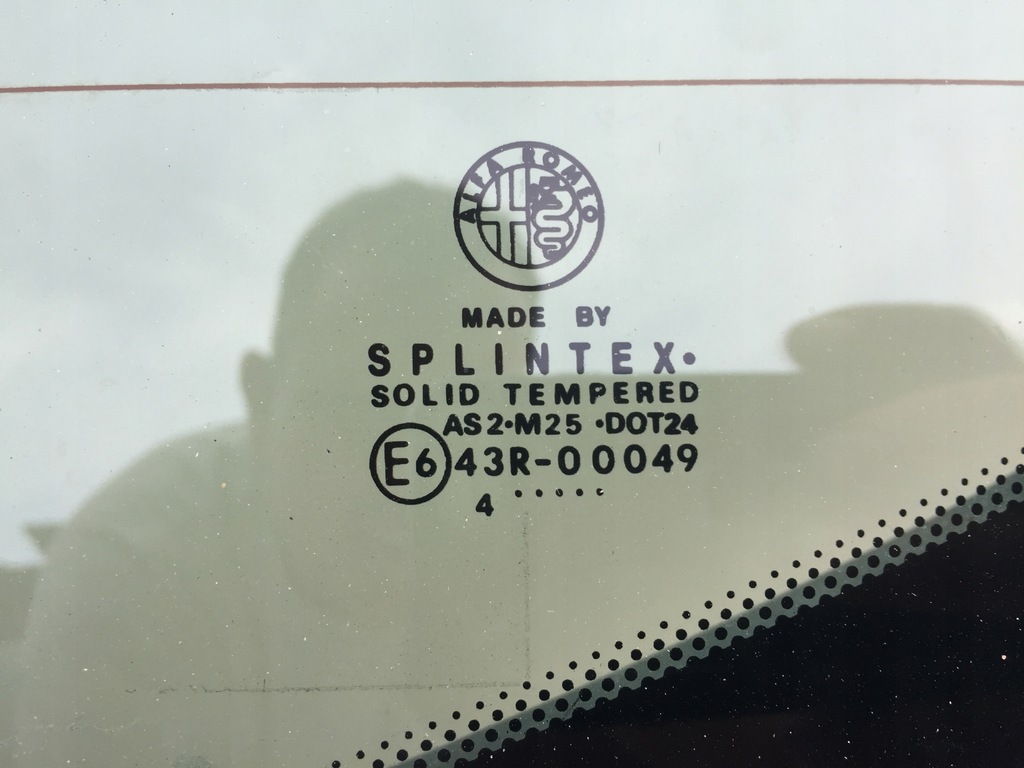 ALFA ROMEO
MADE BY
SPLINTEX•
SOLID TEMPERED
AS2•M25 •DOT24
E6 43R-00049
4 •••••